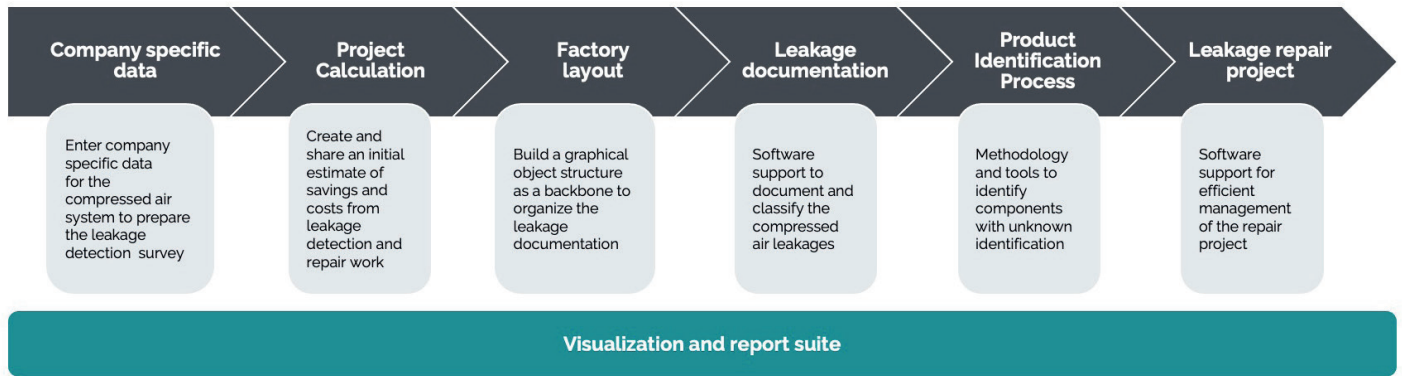 Company specific
data
Project
Calculation
Factory
layout
Leakage
documentation
Product
Identification
Process
Leakage repair
project
Enter company
specific data
for the
compressed air
system to prepare
the leakage
detection survey
Create and
share an initial
estimate of
savings and
costs from
leakage
detection and
repair work
Build a graphical
object structure
as a backbone to
organize the
leakage
documentation
Software
support to
document and
classify the
compressed
air leakages
Methodology
and tools to
identify
components
with unknown
identification
Software
support for
efficient
management
of the repair
project
Visualization and report suite